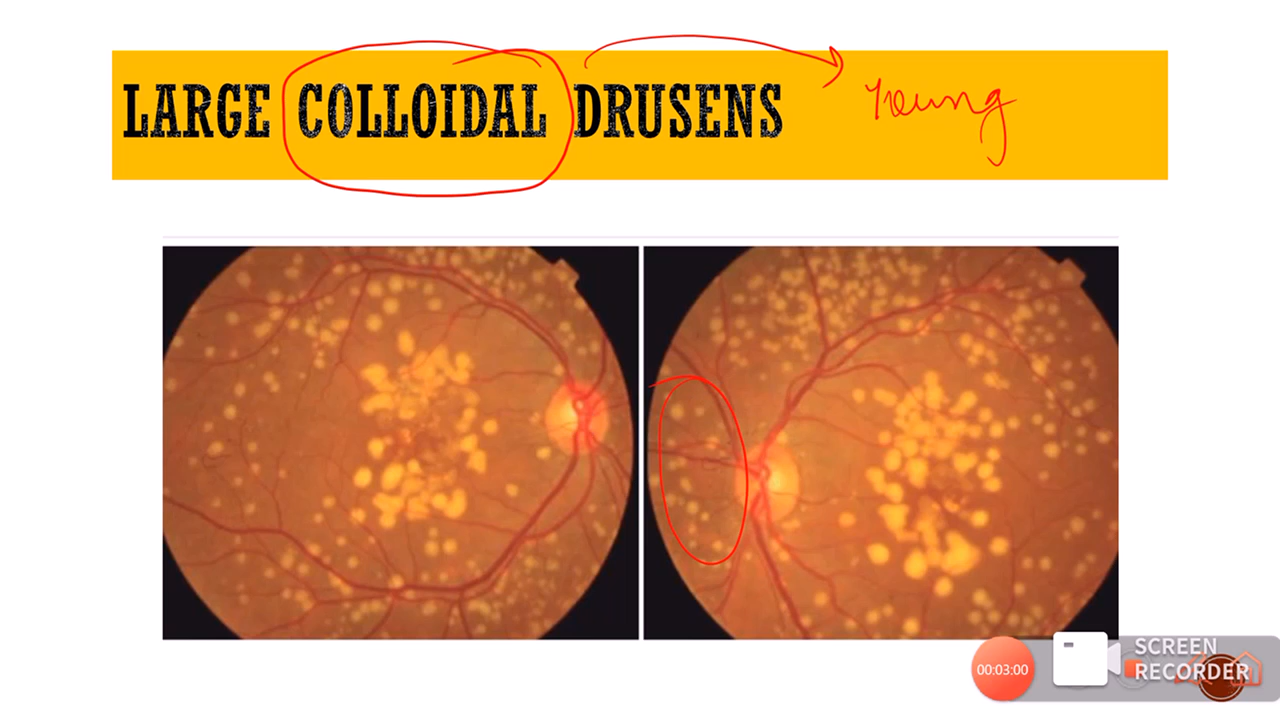 LARGE COLLOIDAL DRUSENS
Young
00:03:00
SCREEN
RECORDER